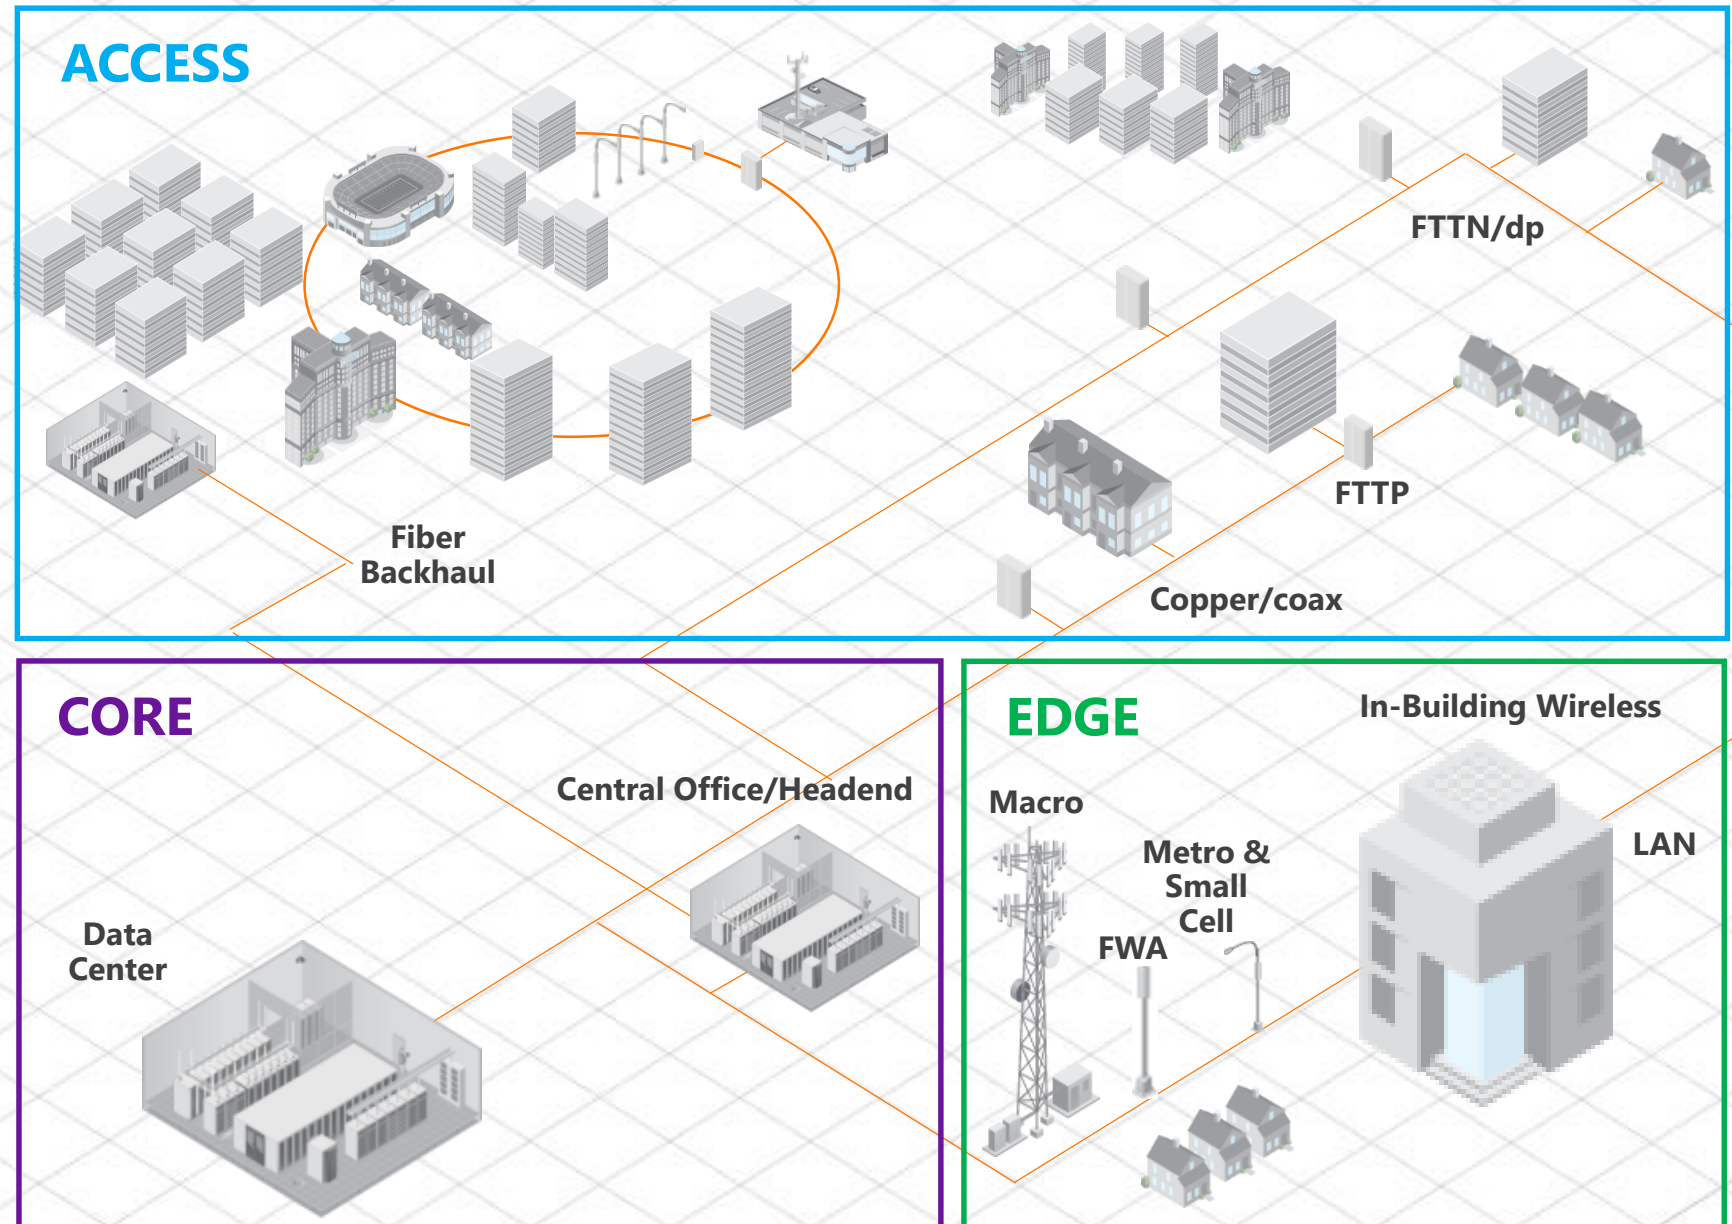 ACCESS
FTTN/dp
FTTP
Fiber
Backhaul
Copper/coax
CORE
Central Office/Headend
Data
Center
EDGE
In-Building Wireless
Macro
Metro &
Small
Cell
FWA
LAN